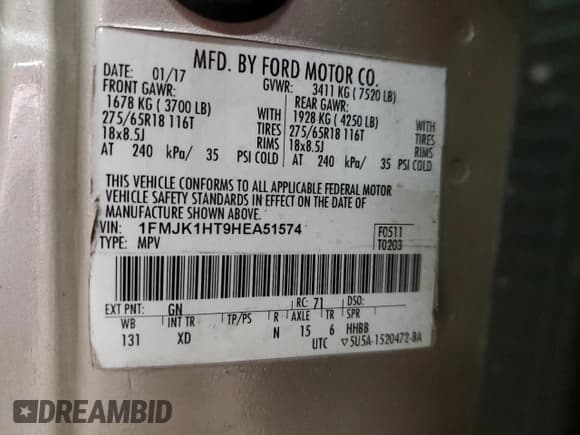 MFD. BY FORD MOTOR CO.
DATE: 01/17 GVWR: 3411 KG ( 7520 LB)
FRONT GAWR: REAR GAWR:
1678 KG ( 3700 LB) WITH 1928 KG ( 4250 LB) WITH
275/65R18 116T TIRES 275/65R18 116T TIRES
18x8.5J RIMS 18x8.5J RIMS
AT 240 kPa/ 35 PSI COLD AT 240 kPa/ 35 PSI COLD
THIS VEHICLE CONFORMS TO ALL APPLICABLE FEDERAL MOTOR
VEHICLE SAFETY STANDARDS IN EFFECT ON THE DATE OF
MANUFACTURE SHOWN ABOVE.
VIN: 1FMJK1HT9HEA51574 F0511
TYPE: MPV T0203
EXT PNT: GN RC: 71 DSO:
WB INT TR TP/PS R AXLE TR SPR
131 XD N 15 6 HHBB
UTC ▽5U5A-1520472-BA
DREAMBID